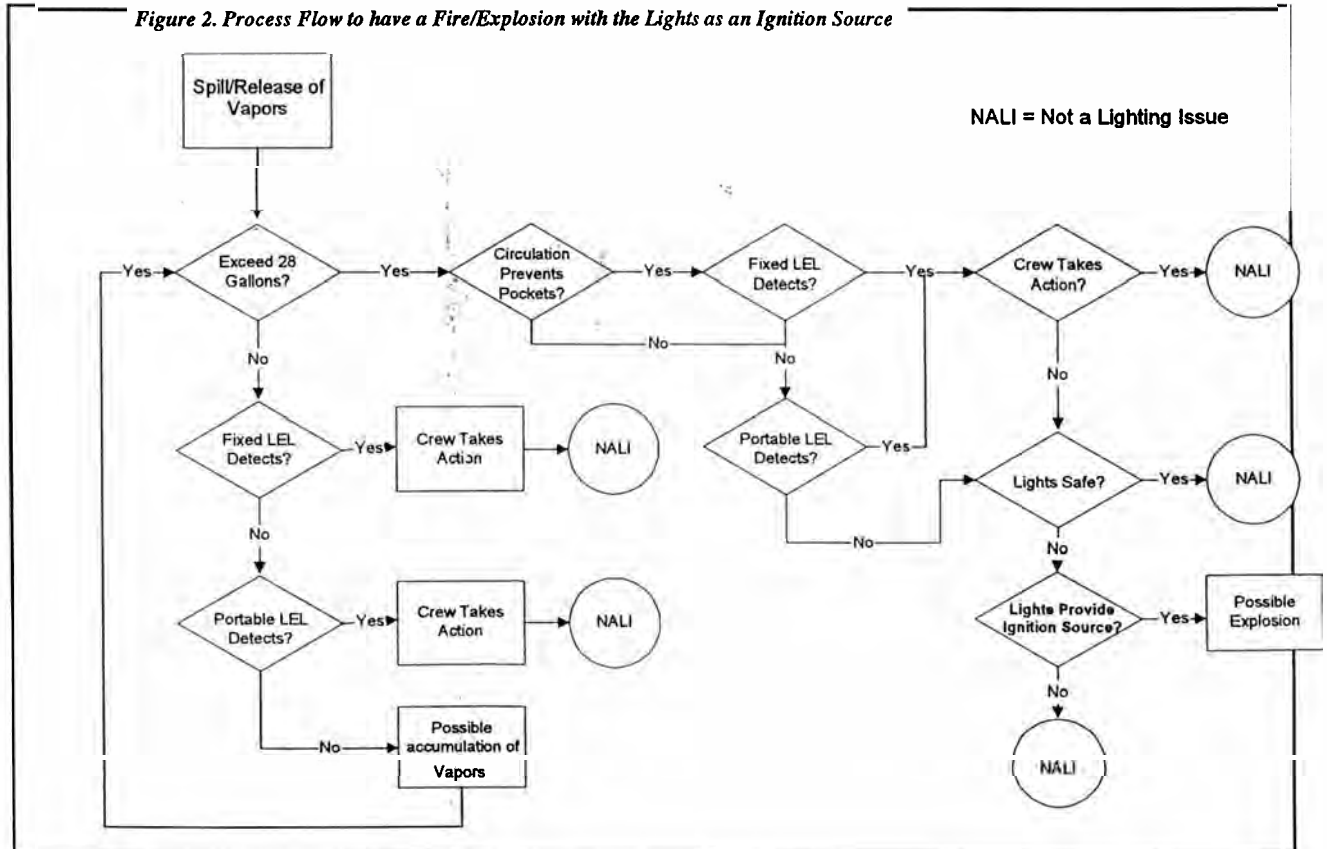 Figure 2. Process Flow to have a Fire/Explosion with the Lights as an Ignition Source
Spill/Release of
Vapors
NALI = Not a Lighting Issue
Yes
Exceed 28
Gallons?
Yes
Circulation
Prevents
Pockets?
Yes
Fixed LEL
Detects?
Yes
Crew Takes
Action?
Yes
NALI
No
No
No
No
Fixed LEL
Detects?
Yes
Crew Takes
Action
NALI
Portable LEL
Detects?
Yes
Lights Safe?
Yes
NALI
No
No
No
Portable LEL
Detects?
Yes
Crew Takes
Action
NALI
Lights Provide
Ignition Source?
Yes
Possible
Explosion
No
No
Possible
accumulation of
Vapors
NALI